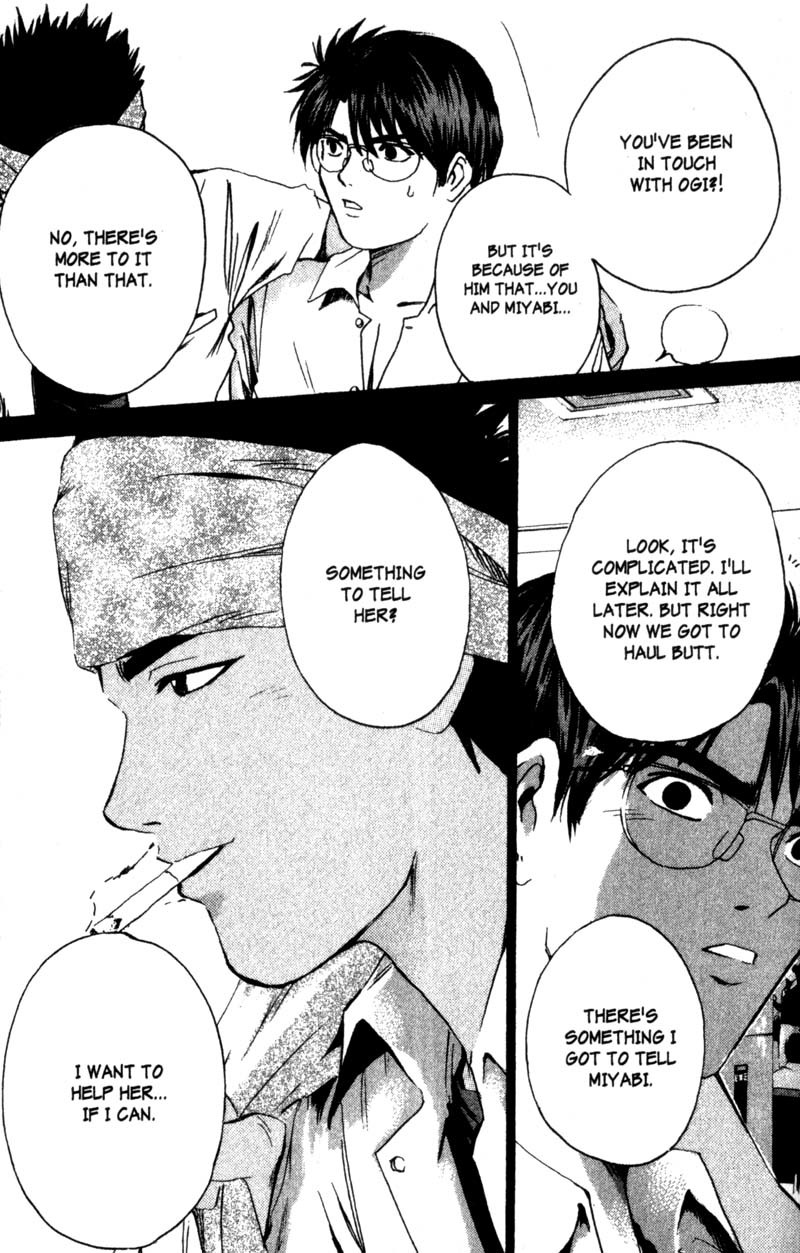 YOU'VE BEEN
IN TOUCH
WITH OGI?!
BUT IT'S
BECAUSE OF
HIM THAT...YOU
AND MIYABI...
NO, THERE'S
MORE TO IT
THAN THAT.
LOOK, IT'S
COMPLICATED. I'LL
EXPLAIN IT ALL
LATER. BUT RIGHT
NOW WE GOT TO
HAUL BUTT.
THERE'S
SOMETHING I
GOT TO TELL
MIYABI.
SOMETHING
TO TELL
HER?
I WANT TO
HELP HER...
IF I CAN.